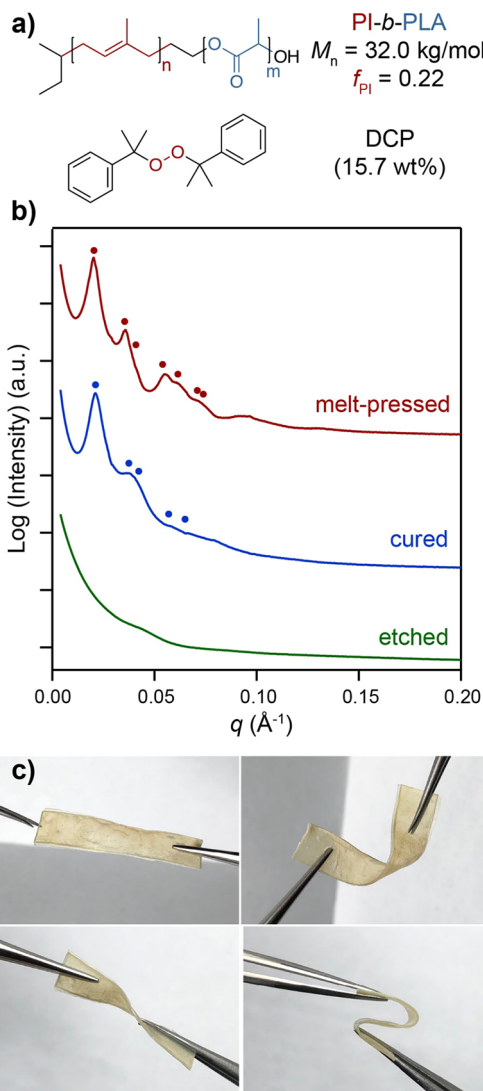 a)
PI-b-PLA
Mn = 32.0 kg/mol
fPI = 0.22
n
O
O
m
OH
O
O
DCP
(15.7 wt%)
b)
Log (Intensity) (a.u.)
melt-pressed
cured
etched
0.00 0.05 0.10 0.15 0.20
q (Å-1)
c)